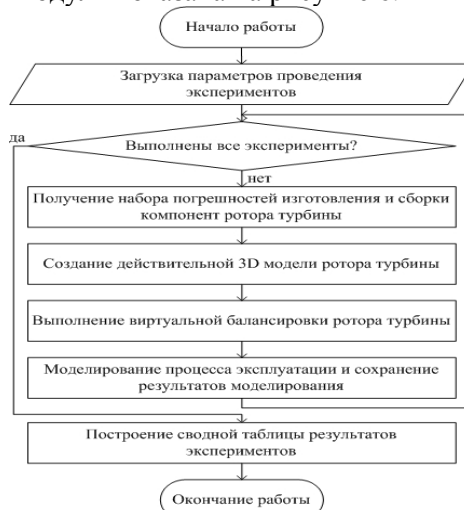 Начало работы
Загрузка параметров проведения
экспериментов
да
Выполнены все эксперименты?
нет
Получение набора погрешностей изготовления и сборки
компонент ротора турбины
Создание действительной 3D модели ротора турбины
Выполнение виртуальной балансировки ротора турбины
Моделирование процесса эксплуатации и сохранение
результатов моделирования
Построение сводной таблицы результатов
экспериментов
Окончание работы